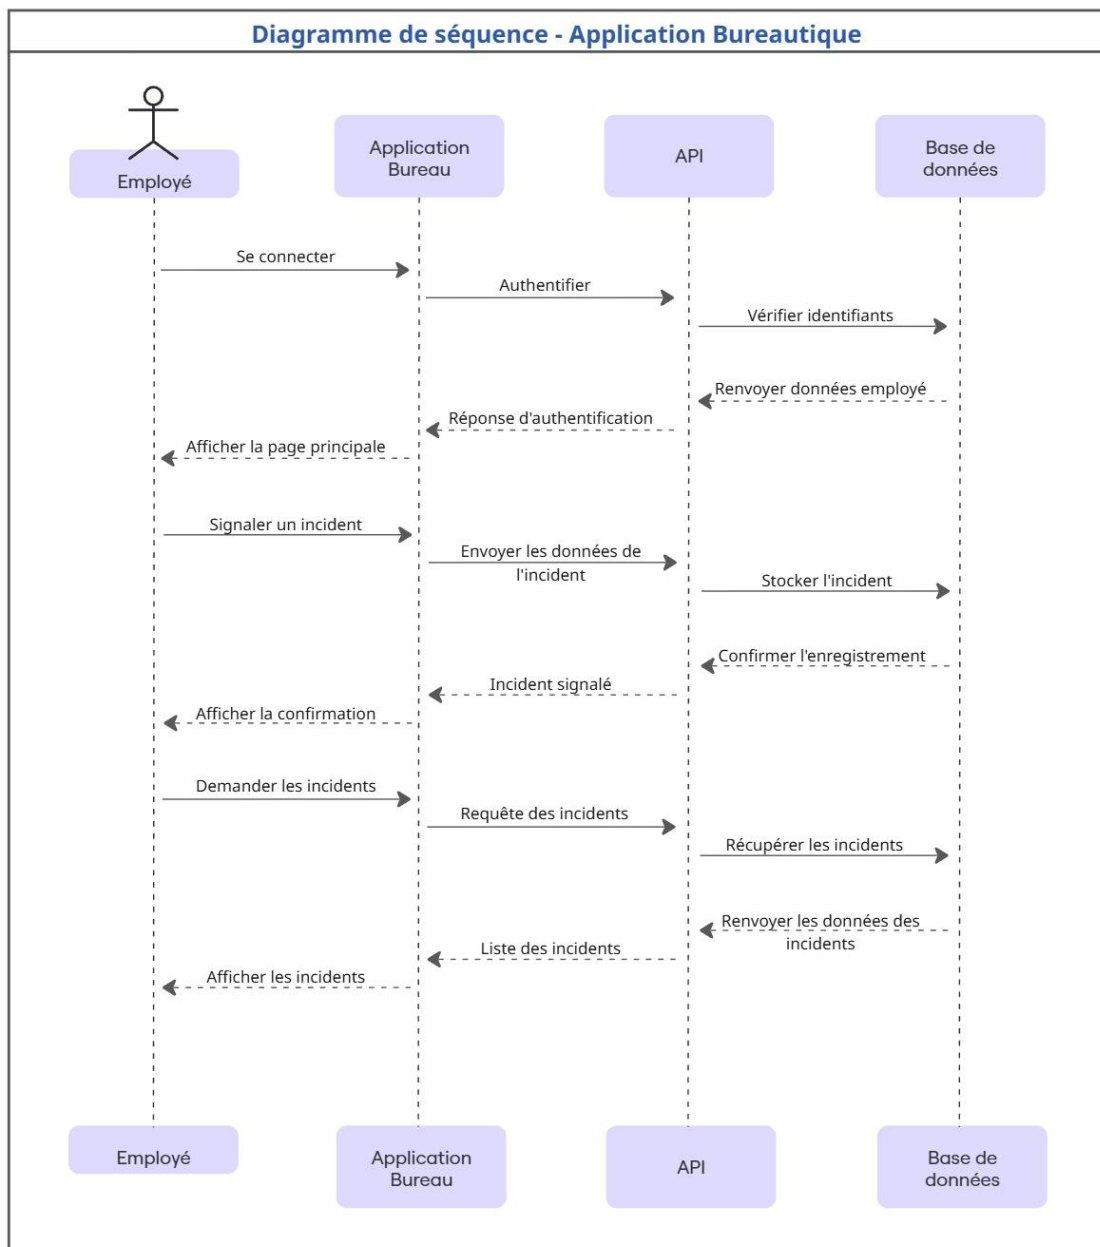 Diagramme de séquence - Application Bureautique
Employé
Application
Bureau
API
Base de
données
Se connecter
Authentifier
Vérifier identifiants
Renvoyer données employé
Réponse d'authentification
Afficher la page principale
Signaler un incident
Envoyer les données de
l'incident
Stocker l'incident
Confirmer l'enregistrement
Incident signalé
Afficher la confirmation
Demander les incidents
Requête des incidents
Récupérer les incidents
Renvoyer les données des
incidents
Liste des incidents
Afficher les incidents
Employé
Application
Bureau
API
Base de
données